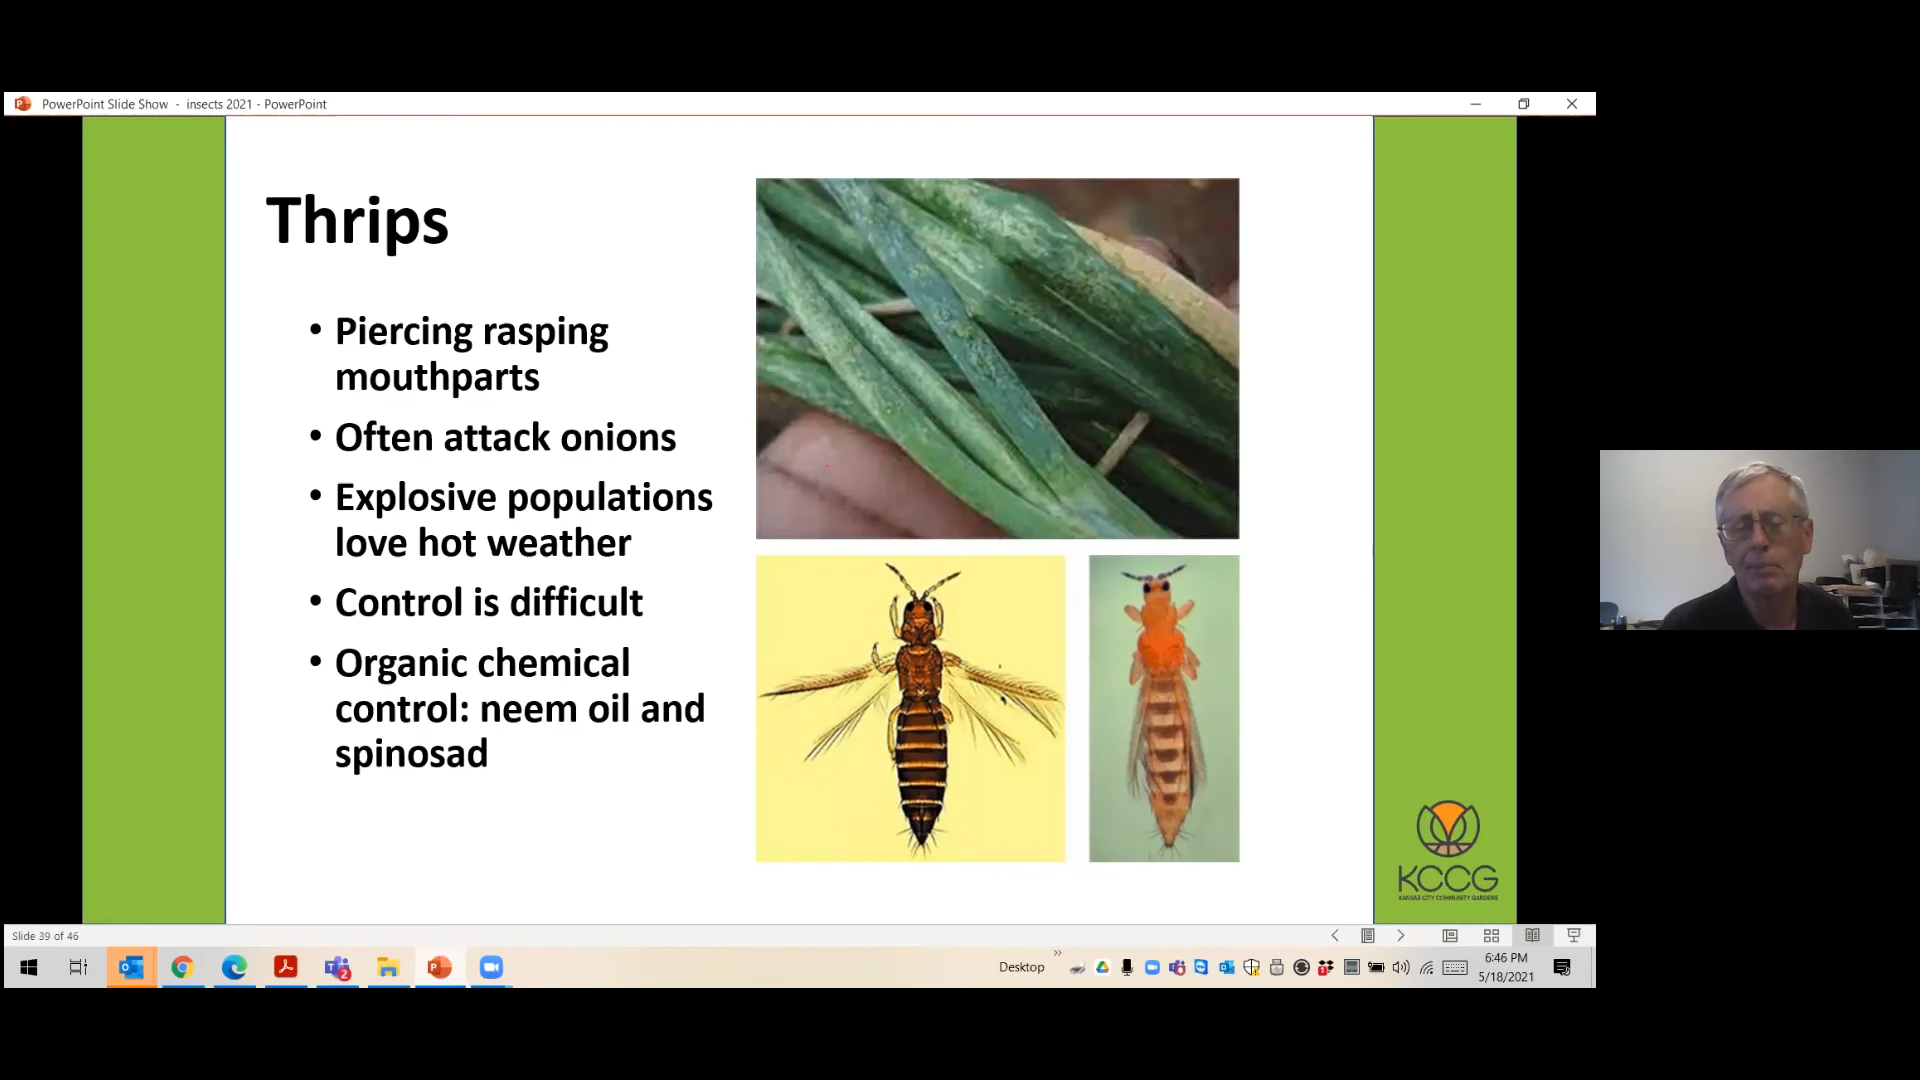 PowerPoint Slide Show - insects 2021 - PowerPoint
Thrips
• Piercing rasping
mouthparts
• Often attack onions
• Explosive populations
love hot weather
• Control is difficult
• Organic chemical
control: neem oil and
spinosad
KCCG
KANSAS CITY COMMUNITY GARDENS
Slide 39 of 46
2
Desktop
6:46 PM
5/18/2021